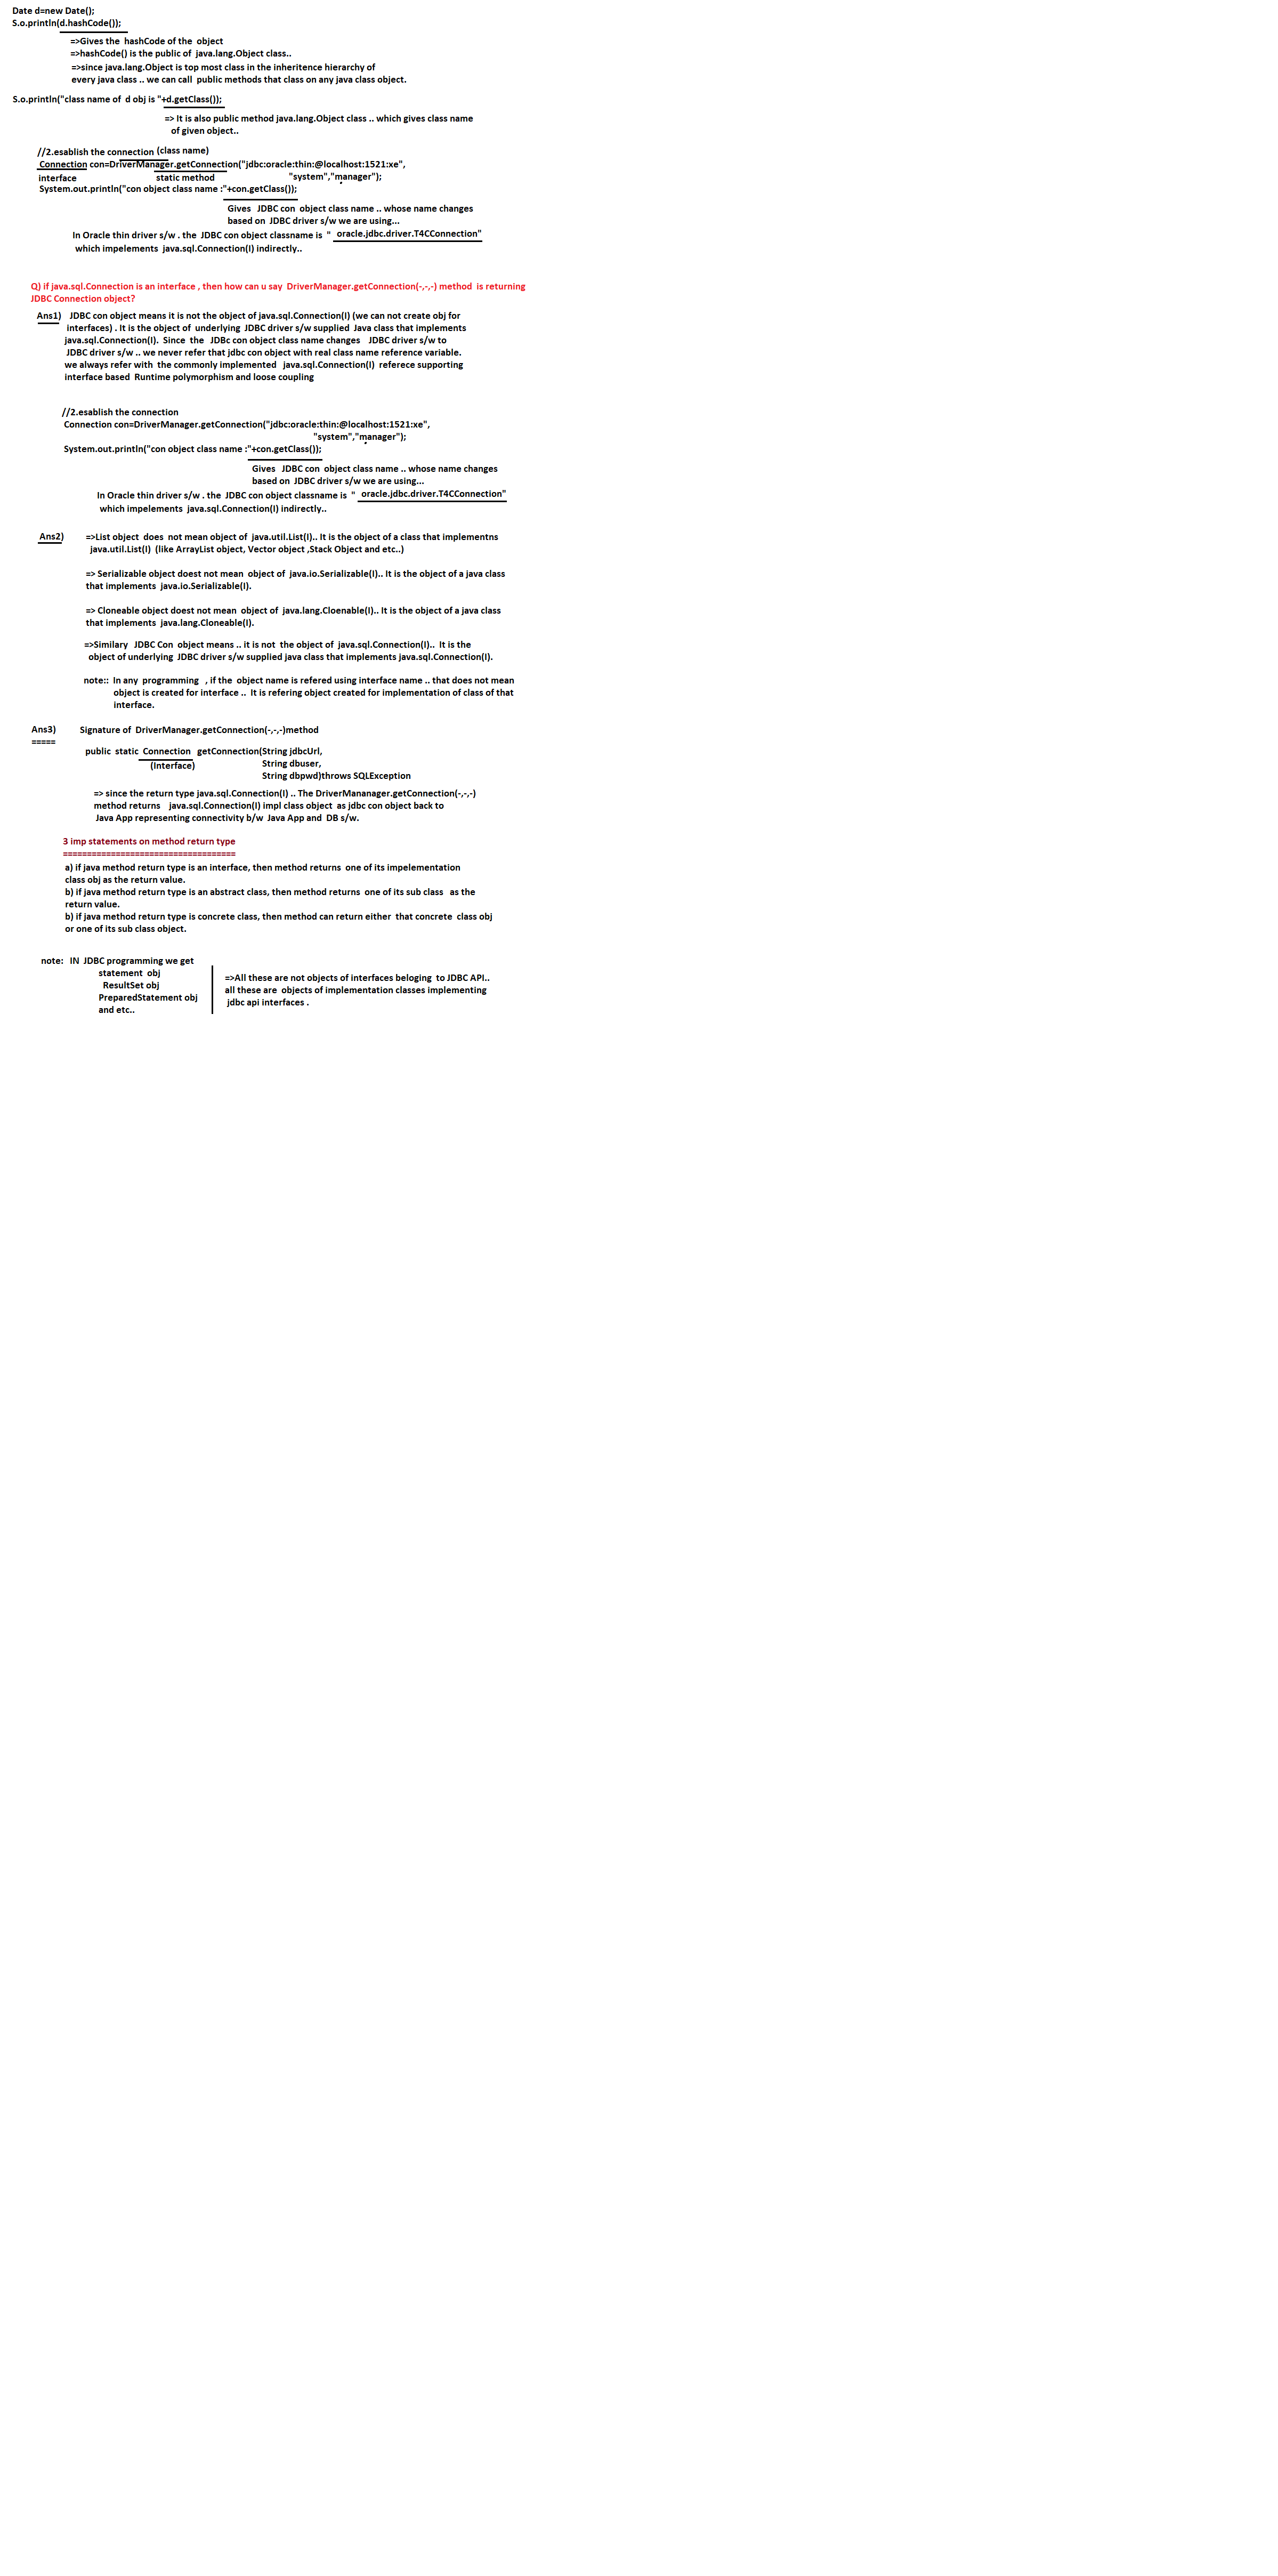 Date d=new Date();
S.o.println(d.hashCode());
=>Gives the hashCode of the object
=>hashCode() is the public of java.lang.Object class..
=>since java.lang.Object is top most class in the inheritence hierarchy of
every java class .. we can call public methods that class on any java class object.
S.o.println("class name of d obj is "+d.getClass());
=> It is also public method java.lang.Object class .. which gives class name
of given object..
//2.esablish the connection (class name)
Connection con=DriverManager.getConnection("jdbc:oracle:thin:@localhost:1521:xe",
interface static method "system","manager");
System.out.println("con object class name :"+con.getClass());
Gives JDBC con object class name .. whose name changes
based on JDBC driver s/w we are using...
In Oracle thin driver s/w . the JDBC con object classname is " oracle.jdbc.driver.T4CConnection"
which impelements java.sql.Connection(I) indirectly..
Q) if java.sql.Connection is an interface , then how can u say DriverManager.getConnection(-,-,-) method is returning
JDBC Connection object?
Ans1) JDBC con object means it is not the object of java.sql.Connection(I) (we can not create obj for
interfaces) . It is the object of underlying JDBC driver s/w supplied Java class that implements
java.sql.Connection(I). Since the JDBc con object class name changes JDBC driver s/w to
JDBC driver s/w .. we never refer that jdbc con object with real class name reference variable.
we always refer with the commonly implemented java.sql.Connection(I) referece supporting
interface based Runtime polymorphism and loose coupling
//2.esablish the connection
Connection con=DriverManager.getConnection("jdbc:oracle:thin:@localhost:1521:xe",
"system","manager");
System.out.println("con object class name :"+con.getClass());
Gives JDBC con object class name .. whose name changes
based on JDBC driver s/w we are using...
In Oracle thin driver s/w . the JDBC con object classname is " oracle.jdbc.driver.T4CConnection"
which impelements java.sql.Connection(I) indirectly..
Ans2) =>List object does not mean object of java.util.List(I).. It is the object of a class that implementns
java.util.List(I) (like ArrayList object, Vector object ,Stack Object and etc..)
=> Serializable object doest not mean object of java.io.Serializable(I).. It is the object of a java class
that implements java.io.Serializable(I).
=> Cloneable object doest not mean object of java.lang.Cloenable(I).. It is the object of a java class
that implements java.lang.Cloneable(I).
=>Similary JDBC Con object means .. it is not the object of java.sql.Connection(I).. It is the
object of underlying JDBC driver s/w supplied java class that implements java.sql.Connection(I).
note:: In any programming , if the object name is refered using interface name .. that does not mean
object is created for interface .. It is refering object created for implementation of class of that
interface.
Ans3) Signature of DriverManager.getConnection(-,-,-)method
=====
public static Connection getConnection(String jdbcUrl,
(Interface) String dbuser,
String dbpwd)throws SQLException
=> since the return type java.sql.Connection(I) .. The DriverMananager.getConnection(-,-,-)
method returns java.sql.Connection(I) impl class object as jdbc con object back to
Java App representing connectivity b/w Java App and DB s/w.
3 imp statements on method return type
====================================
a) if java method return type is an interface, then method returns one of its impelementation
class obj as the return value.
b) if java method return type is an abstract class, then method returns one of its sub class as the
return value.
b) if java method return type is concrete class, then method can return either that concrete class obj
or one of its sub class object.
note: IN JDBC programming we get
statement obj
ResultSet obj
PreparedStatement obj
and etc..
=>All these are not objects of interfaces beloging to JDBC API..
all these are objects of implementation classes implementing
jdbc api interfaces .